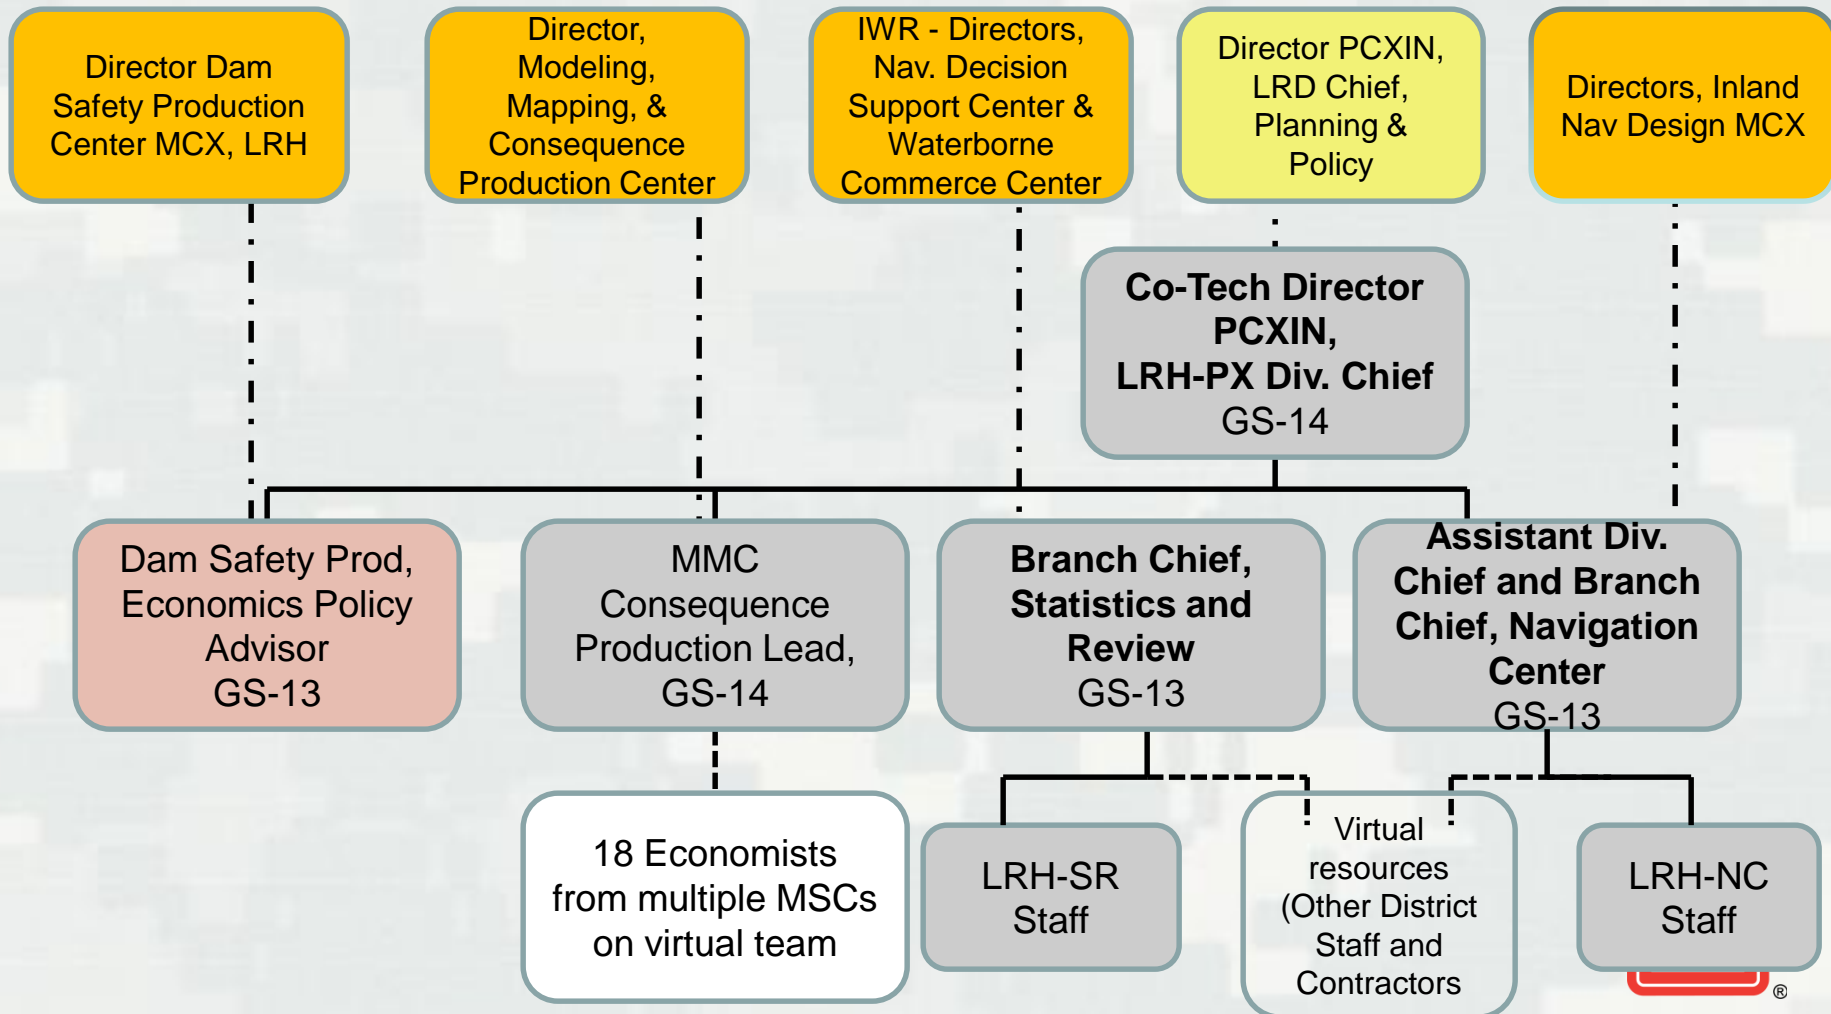 Director Dam
Safety Production
Center MCX, LRH
Director,
Modeling,
Mapping, &
Consequence
Production Center
IWR - Directors,
Nav. Decision
Support Center &
Waterborne
Commerce Center
Director PCXIN,
LRD Chief,
Planning &
Policy
Directors, Inland
Nav Design MCX
Co-Tech Director
PCXIN,
LRH-PX Div. Chief
GS-14
Dam Safety Prod,
Economics Policy
Advisor
GS-13
MMC
Consequence
Production Lead,
GS-14
Branch Chief,
Statistics and
Review
GS-13
Assistant Div.
Chief and Branch
Chief, Navigation
Center
GS-13
18 Economists
from multiple MSCs
on virtual team
LRH-SR
Staff
Virtual
resources
(Other District
Staff and
Contractors
LRH-NC
Staff
®